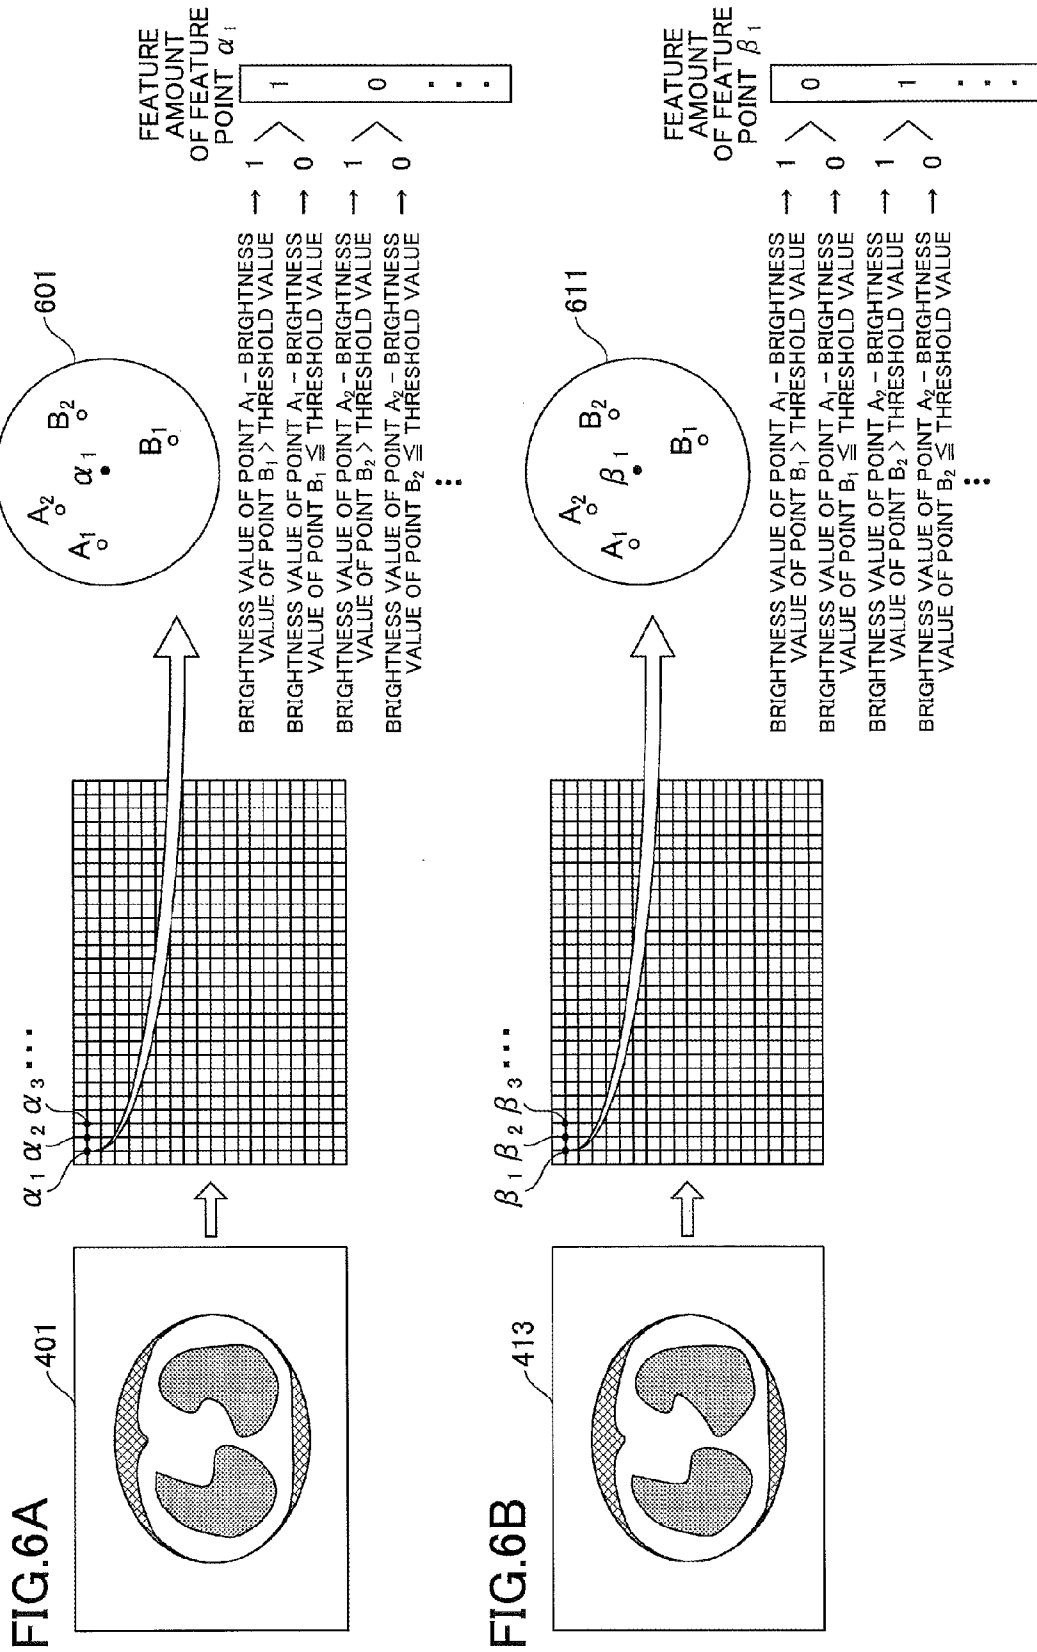 FIG.6A
401
α1 α2 α3 ...
601
A1
A2
α1
B2
B1
BRIGHTNESS VALUE OF POINT A1 – BRIGHTNESS
VALUE OF POINT B1 > THRESHOLD VALUE
→ 1
BRIGHTNESS VALUE OF POINT A1 – BRIGHTNESS
VALUE OF POINT B1 ≦ THRESHOLD VALUE
→ 0
BRIGHTNESS VALUE OF POINT A2 – BRIGHTNESS
VALUE OF POINT B2 > THRESHOLD VALUE
→ 1
BRIGHTNESS VALUE OF POINT A2 – BRIGHTNESS
VALUE OF POINT B2 ≦ THRESHOLD VALUE
→ 0
FEATURE
AMOUNT
OF FEATURE
POINT α1
1
0
FIG.6B
413
β1 β2 β3 ...
611
A1
A2
β1
B2
B1
BRIGHTNESS VALUE OF POINT A1 – BRIGHTNESS
VALUE OF POINT B1 > THRESHOLD VALUE
→ 1
BRIGHTNESS VALUE OF POINT A1 – BRIGHTNESS
VALUE OF POINT B1 ≦ THRESHOLD VALUE
→ 0
BRIGHTNESS VALUE OF POINT A2 – BRIGHTNESS
VALUE OF POINT B2 > THRESHOLD VALUE
→ 1
BRIGHTNESS VALUE OF POINT A2 – BRIGHTNESS
VALUE OF POINT B2 ≦ THRESHOLD VALUE
→ 0
FEATURE
AMOUNT
OF FEATURE
POINT β1
0
1